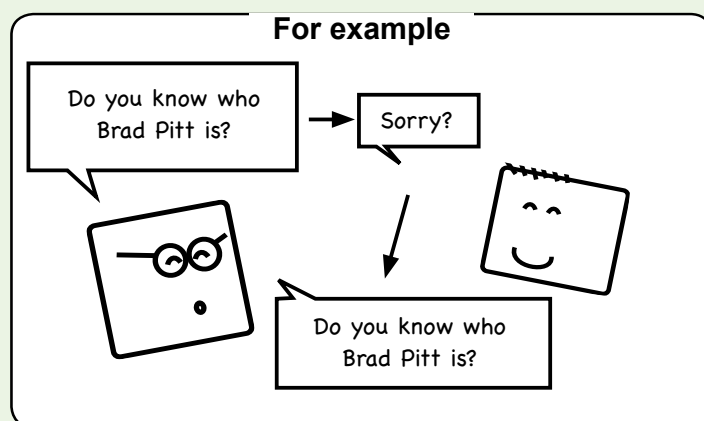 For example
Do you know who
Brad Pitt is?
Sorry?
Do you know who
Brad Pitt is?